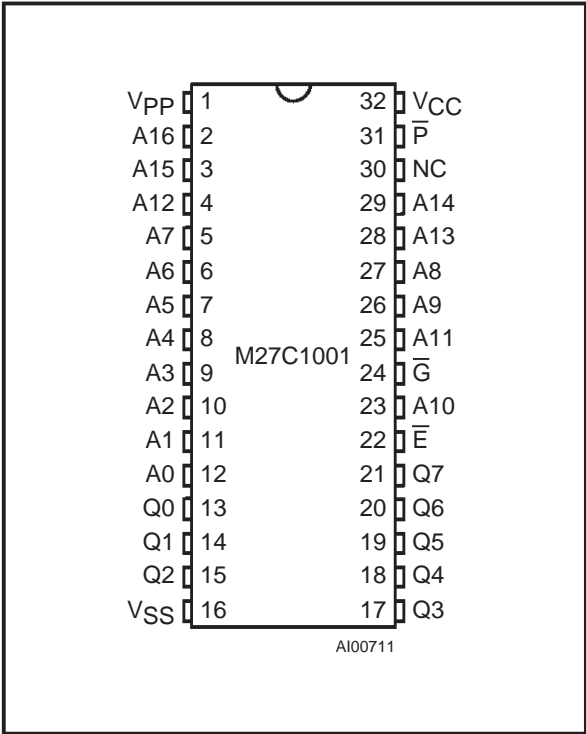 VPP 1 32 VCC
A16 2 31 P̅
A15 3 30 NC
A12 4 29 A14
A7 5 28 A13
A6 6 27 A8
A5 7 26 A9
A4 8 25 A11
M27C1001
A3 9 24 G̅
A2 10 23 A10
A1 11 22 E̅
A0 12 21 Q7
Q0 13 20 Q6
Q1 14 19 Q5
Q2 15 18 Q4
VSS 16 17 Q3
AI00711